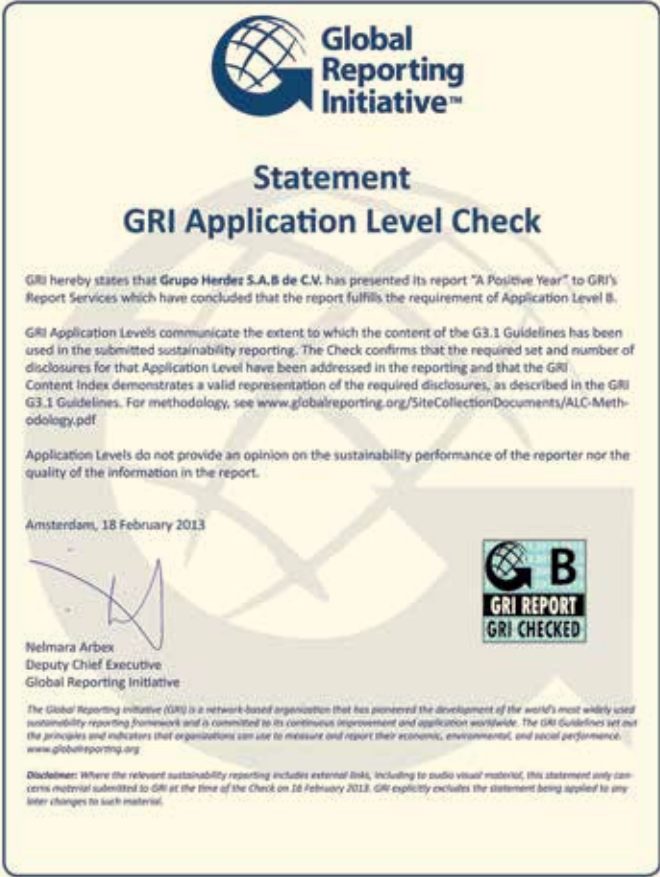 Global
Reporting
Initiative™
Statement
GRI Application Level Check
GRI hereby states that Grupo Herdez S.A.B de C.V. has presented its report "A Positive Year" to GRI's
Report Services which have concluded that the report fulfills the requirement of Application Level B.
GRI Application Levels communicate the extent to which the content of the G3.1 Guidelines has been
used in the submitted sustainability reporting. The Check confirms that the required set and number of
disclosures for that Application Level have been addressed in the reporting and that the GRI
Content Index demonstrates a valid representation of the required disclosures, as described in the GRI
G3.1 Guidelines. For methodology, see www.globalreporting.org/SiteCollectionDocuments/ALC-Meth-
odology.pdf
Application Levels do not provide an opinion on the sustainability performance of the reporter nor the
quality of the information in the report.
Amsterdam, 18 February 2013
B
GRI REPORT
GRI CHECKED
Nelmara Arbex
Deputy Chief Executive
Global Reporting Initiative
The Global Reporting Initiative (GRI) is a network-based organization that has pioneered the development of the world's most widely used
sustainability reporting framework and is committed to its continuous improvement and application worldwide. The GRI Guidelines set out
the principles and indicators that organizations can use to measure and report their economic, environmental, and social performance.
www.globalreporting.org
Disclaimer: Where the relevant sustainability reporting includes external links, including to audio visual material, this statement only con-
cerns material submitted to GRI at the time of the Check on 16 February 2013. GRI explicitly excludes the statement being applied to any
later changes to such material.